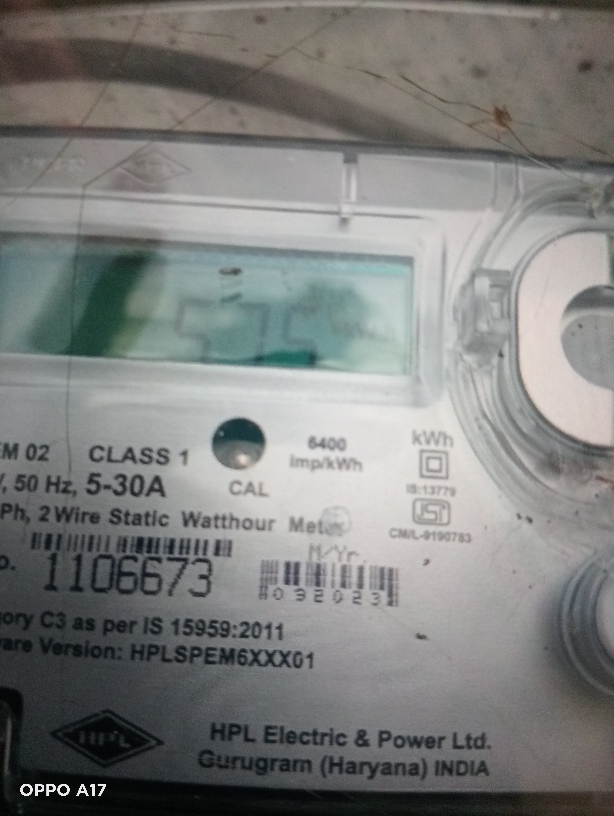 EM 02 CLASS 1
6400
imp/kWh
kWh
, 50 Hz, 5-30A
CAL
IS:13779
Ph, 2 Wire Static Watthour Meter
CM/L-9190783
M/Yr.
1106673
092023
ory C3 as per IS 15959:2011
are Version: HPLSPEM6XXX01
HPL
HPL Electric & Power Ltd.
Gurugram (Haryana) INDIA
OPPO A17